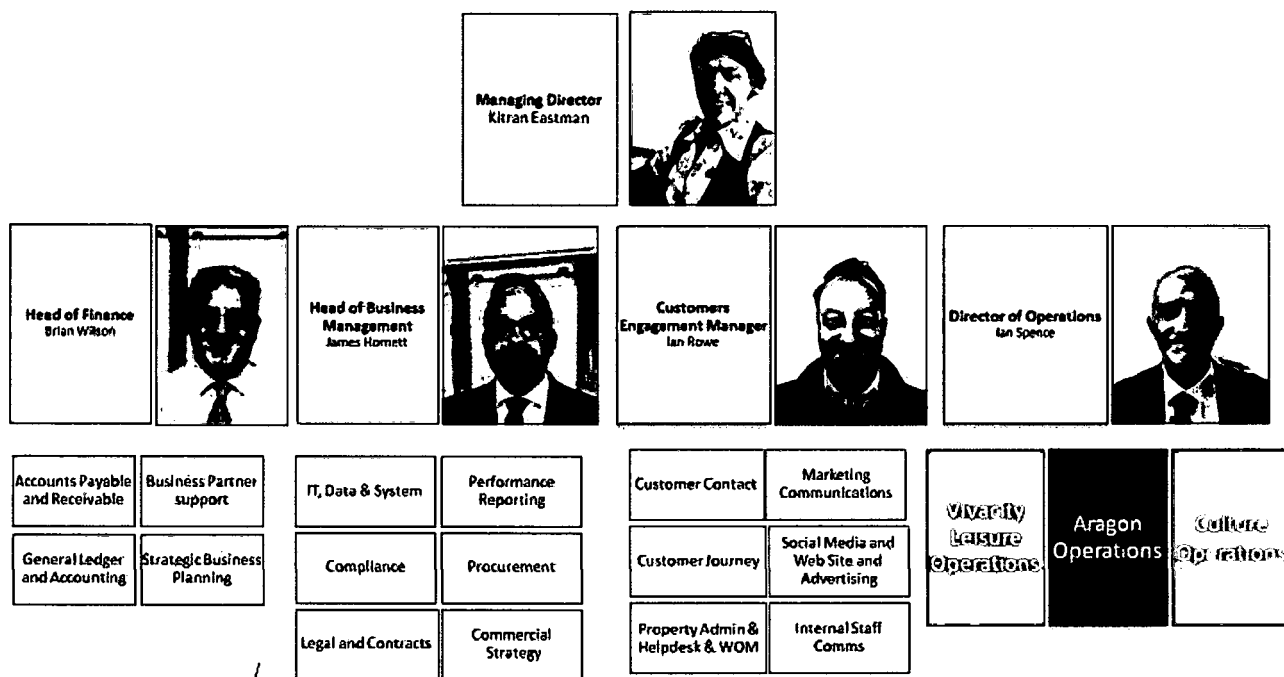 Managing Director
Kitran Eastman
Head of Finance
Brian Wilson
Head of Business
Management
James Hornett
Customers
Engagement Manager
Ian Rowe
Director of Operations
Ian Spence
Accounts Payable
and Receivable
Business Partner
support
General Ledger
and Accounting
Strategic Business
Planning
IT, Data & System
Performance
Reporting
Compliance
Procurement
Legal and Contracts
Commercial
Strategy
Customer Contact
Marketing
Communications
Customer Journey
Social Media and
Web Site and
Advertising
Property Admin &
Helpdesk & WOM
Internal Staff
Comms
Vivacity
Leisure
Operations
Aragon
Operations
Culture
Operations